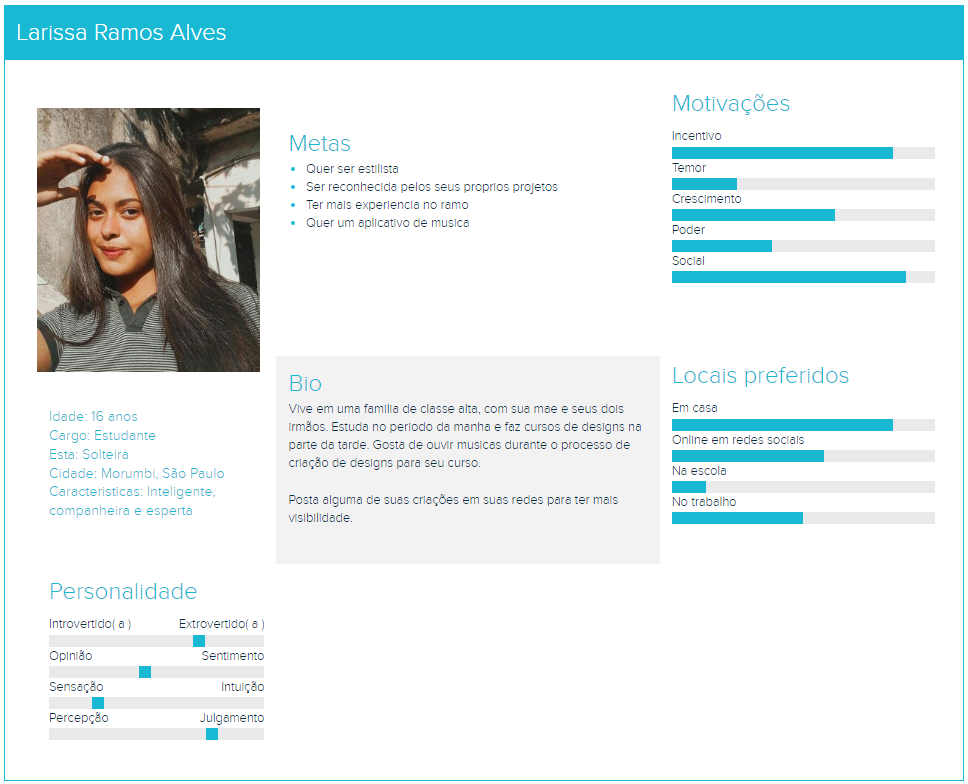 Larissa Ramos Alves
Metas
Quer ser estilista
Ser reconhecida pelos seus proprios projetos
Ter mais experiencia no ramo
Quer um aplicativo de musica
Motivações
Incentivo
Temor
Crescimento
Poder
Social
Idade: 16 anos
Cargo: Estudante
Esta: Solteira
Cidade: Morumbi, São Paulo
Caracteristicas: Inteligente,
companheira e esperta
Bio
Vive em uma familia de classe alta, com sua mae e seus dois
irmãos. Estuda no periodo da manha e faz cursos de designs na
parte da tarde. Gosta de ouvir musicas durante o processo de
criação de designs para seu curso.
Posta alguma de suas criações em suas redes para ter mais
visibilidade.
Locais preferidos
Em casa
Online em redes sociais
Na escola
No trabalho
Personalidade
Introvertido( a ) Extrovertido( a )
Opinião Sentimento
Sensação Intuição
Percepção Julgamento